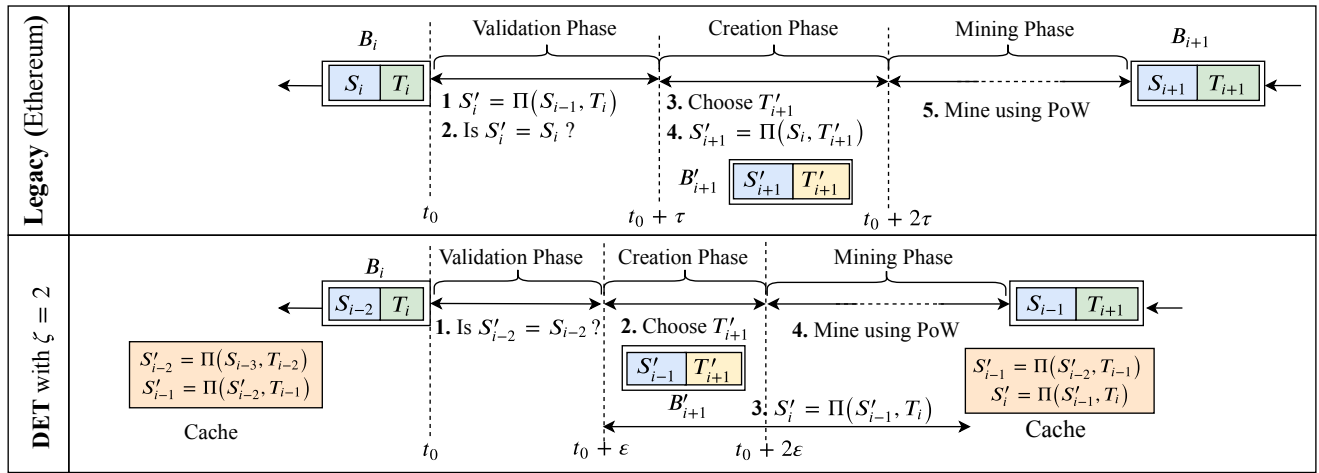 Legacy (Ethereum)
B_i
Validation Phase
Creation Phase
Mining Phase
B_{i+1}
S_i T_i
S_{i+1} T_{i+1}
1 S'_i = Π(S_{i−1}, T_i)
2. Is S'_i = S_i ?
3. Choose T'_{i+1}
4. S'_{i+1} = Π(S_i, T'_{i+1})
5. Mine using PoW
B'_{i+1} S'_{i+1} T'_{i+1}
t_0
t_0 + τ
t_0 + 2τ
DET with ζ = 2
B_i
Validation Phase
Creation Phase
Mining Phase
S_{i−2} T_i
S_{i−1} T_{i+1}
1. Is S'_{i−2} = S_{i−2} ?
2. Choose T'_{i+1}
4. Mine using PoW
S'_{i−2} = Π(S_{i−3}, T_{i−2})
S'_{i−1} = Π(S'_{i−2}, T_{i−1})
Cache
S'_{i−1} T'_{i+1}
B'_{i+1}
3. S'_i = Π(S'_{i−1}, T_i)
S'_{i−1} = Π(S'_{i−2}, T_{i−1})
S'_i = Π(S'_{i−1}, T_i)
Cache
t_0
t_0 + ε
t_0 + 2ε